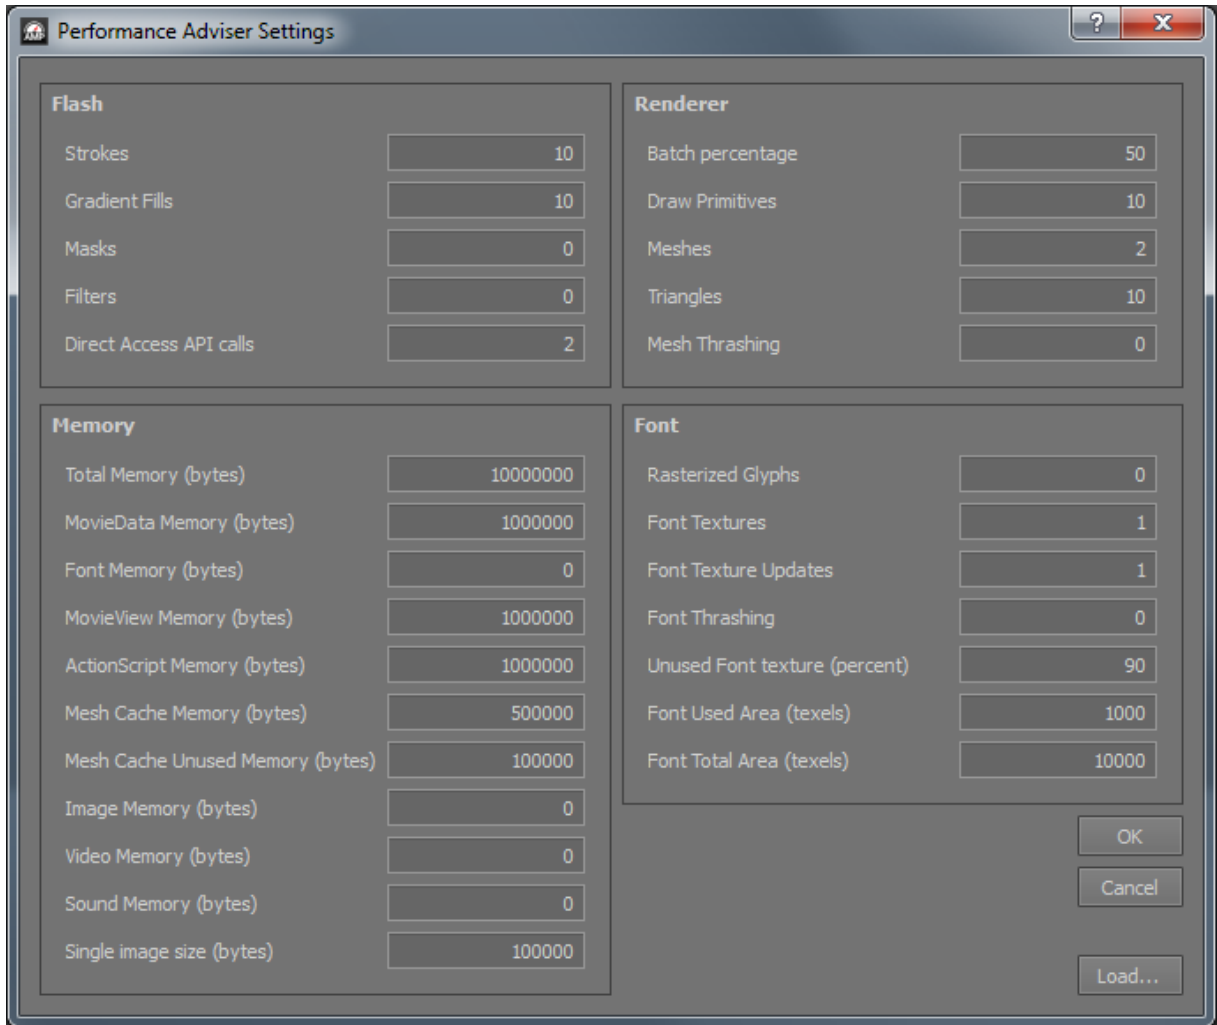 AMP
Performance Adviser Settings
?
X
Flash
Strokes 10
Gradient Fills 10
Masks 0
Filters 0
Direct Access API calls 2
Renderer
Batch percentage 50
Draw Primitives 10
Meshes 2
Triangles 10
Mesh Thrashing 0
Memory
Total Memory (bytes) 10000000
MovieData Memory (bytes) 1000000
Font Memory (bytes) 0
MovieView Memory (bytes) 1000000
ActionScript Memory (bytes) 1000000
Mesh Cache Memory (bytes) 500000
Mesh Cache Unused Memory (bytes) 100000
Image Memory (bytes) 0
Video Memory (bytes) 0
Sound Memory (bytes) 0
Single image size (bytes) 100000
Font
Rasterized Glyphs 0
Font Textures 1
Font Texture Updates 1
Font Thrashing 0
Unused Font texture (percent) 90
Font Used Area (texels) 1000
Font Total Area (texels) 10000
OK
Cancel
Load...